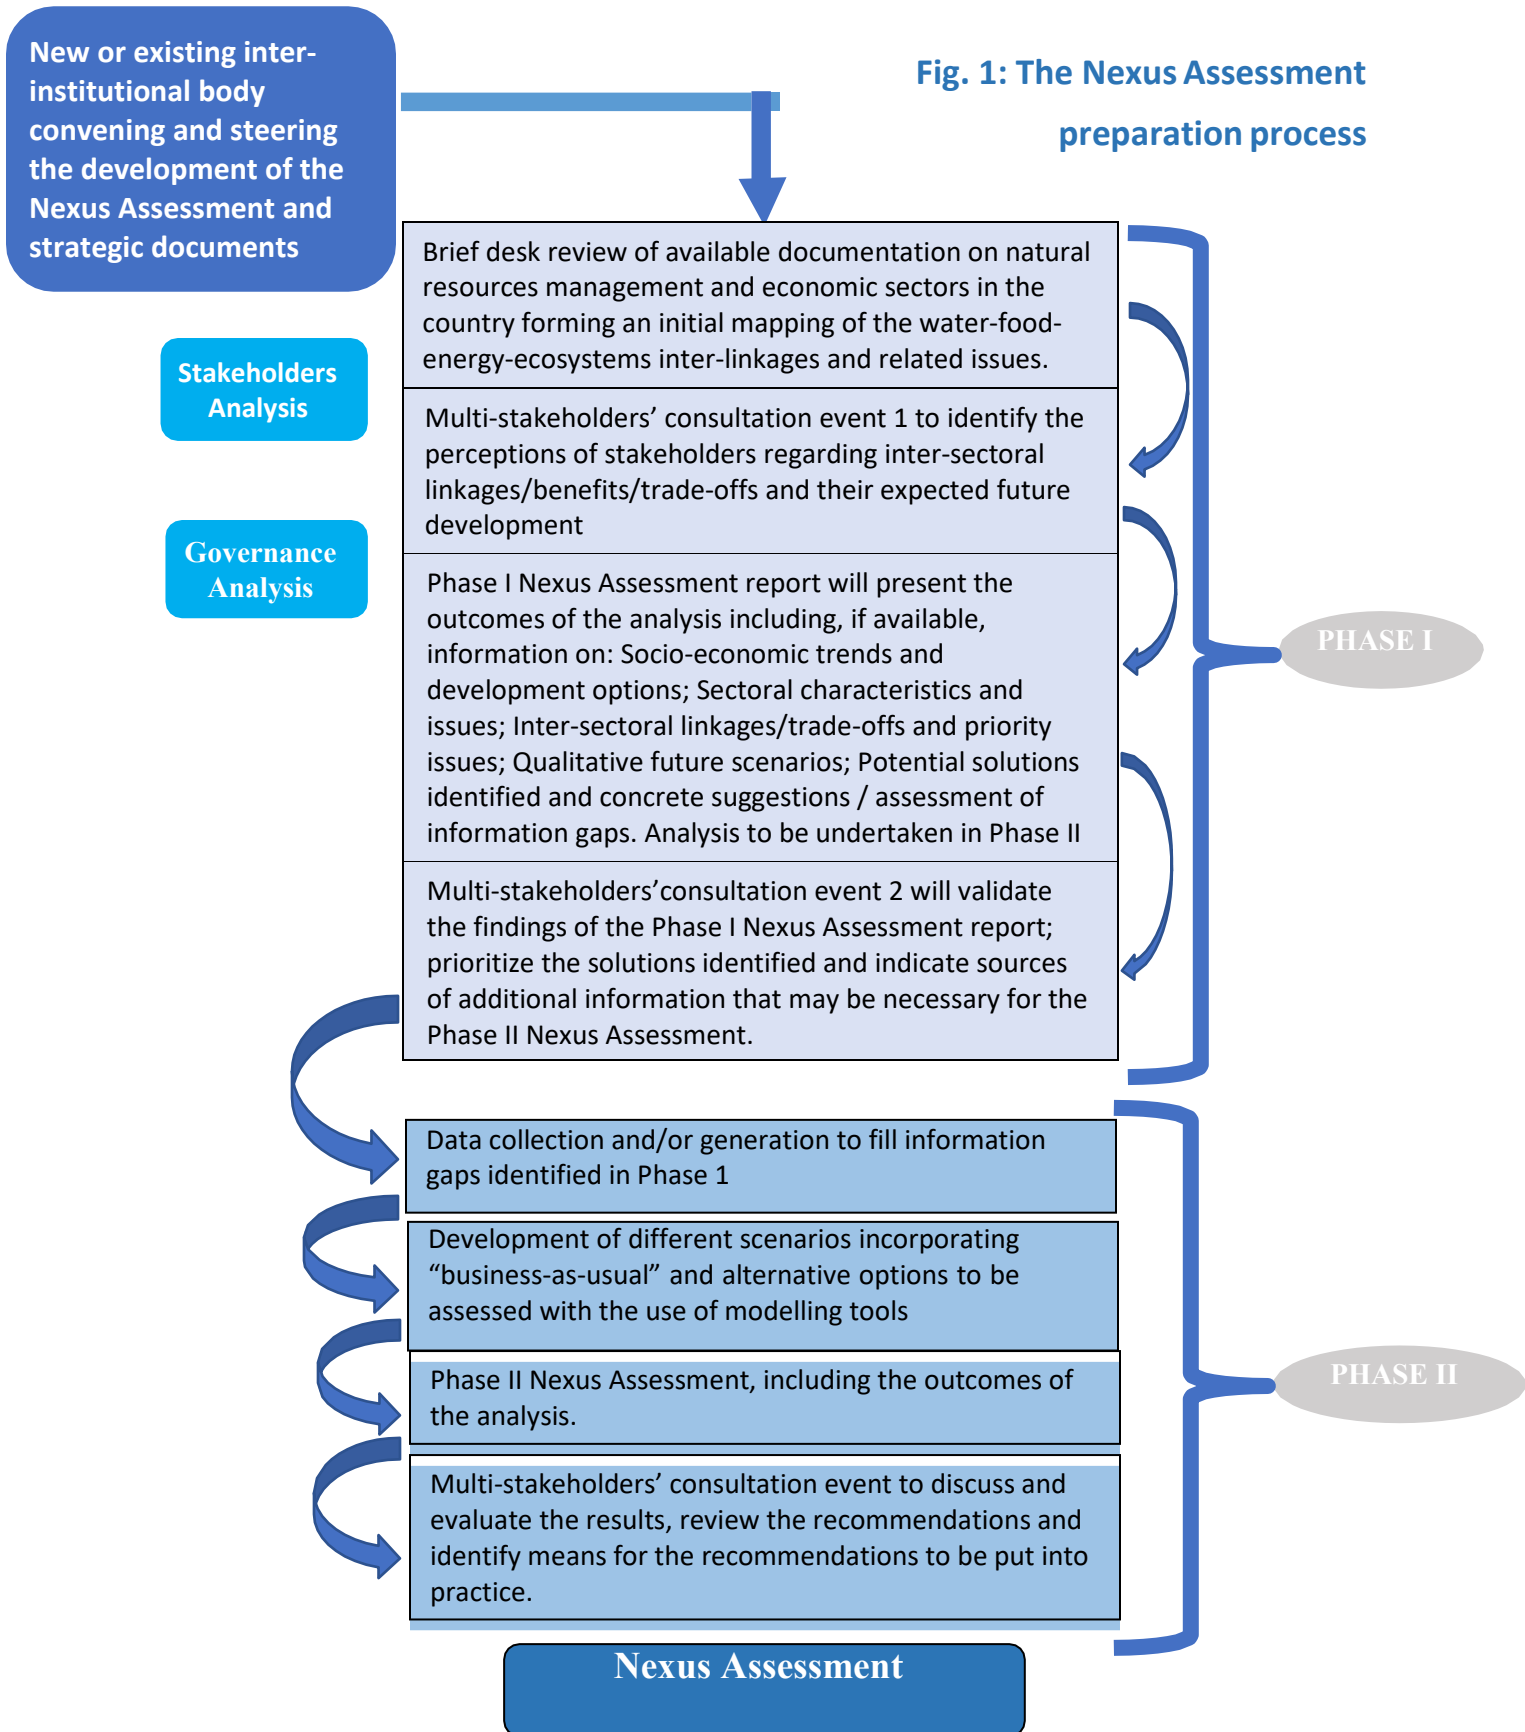 New or existing inter-
institutional body
convening and steering
the development of the
Nexus Assessment and
strategic documents
Fig. 1: The Nexus Assessment
preparation process
Brief desk review of available documentation on natural
resources management and economic sectors in the
country forming an initial mapping of the water-food-
energy-ecosystems inter-linkages and related issues.
Stakeholders
Analysis
Multi-stakeholders’ consultation event 1 to identify the
perceptions of stakeholders regarding inter-sectoral
linkages/benefits/trade-offs and their expected future
development
Governance
Analysis
Phase I Nexus Assessment report will present the
outcomes of the analysis including, if available,
information on: Socio-economic trends and
development options; Sectoral characteristics and
issues; Inter-sectoral linkages/trade-offs and priority
issues; Qualitative future scenarios; Potential solutions
identified and concrete suggestions / assessment of
information gaps. Analysis to be undertaken in Phase II
PHASE I
Multi-stakeholders’consultation event 2 will validate
the findings of the Phase I Nexus Assessment report;
prioritize the solutions identified and indicate sources
of additional information that may be necessary for the
Phase II Nexus Assessment.
Data collection and/or generation to fill information
gaps identified in Phase 1
Development of different scenarios incorporating
“business-as-usual” and alternative options to be
assessed with the use of modelling tools
Phase II Nexus Assessment, including the outcomes of
the analysis.
PHASE II
Multi-stakeholders’ consultation event to discuss and
evaluate the results, review the recommendations and
identify means for the recommendations to be put into
practice.
Nexus Assessment